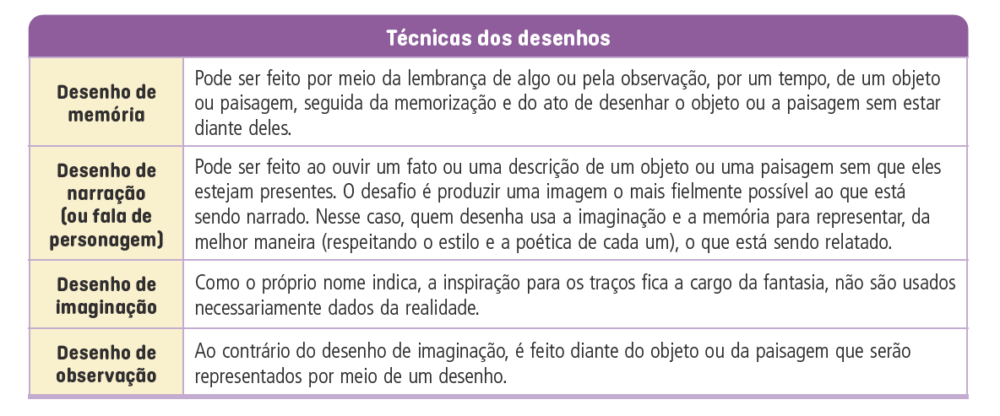 Técnicas dos desenhos
Desenho de
memória
Pode ser feito por meio da lembrança de algo ou pela observação, por um tempo, de um objeto
ou paisagem, seguida da memorização e do ato de desenhar o objeto ou a paisagem sem estar
diante deles.
Desenho de
narração
(ou fala de
personagem)
Pode ser feito ao ouvir um fato ou uma descrição de um objeto ou uma paisagem sem que eles
estejam presentes. O desafio é produzir uma imagem o mais fielmente possível ao que está
sendo narrado. Nesse caso, quem desenha usa a imaginação e a memória para representar, da
melhor maneira (respeitando o estilo e a poética de cada um), o que está sendo relatado.
Desenho de
imaginação
Como o próprio nome indica, a inspiração para os traços fica a cargo da fantasia, não são usados
necessariamente dados da realidade.
Desenho de
observação
Ao contrário do desenho de imaginação, é feito diante do objeto ou da paisagem que serão
representados por meio de um desenho.